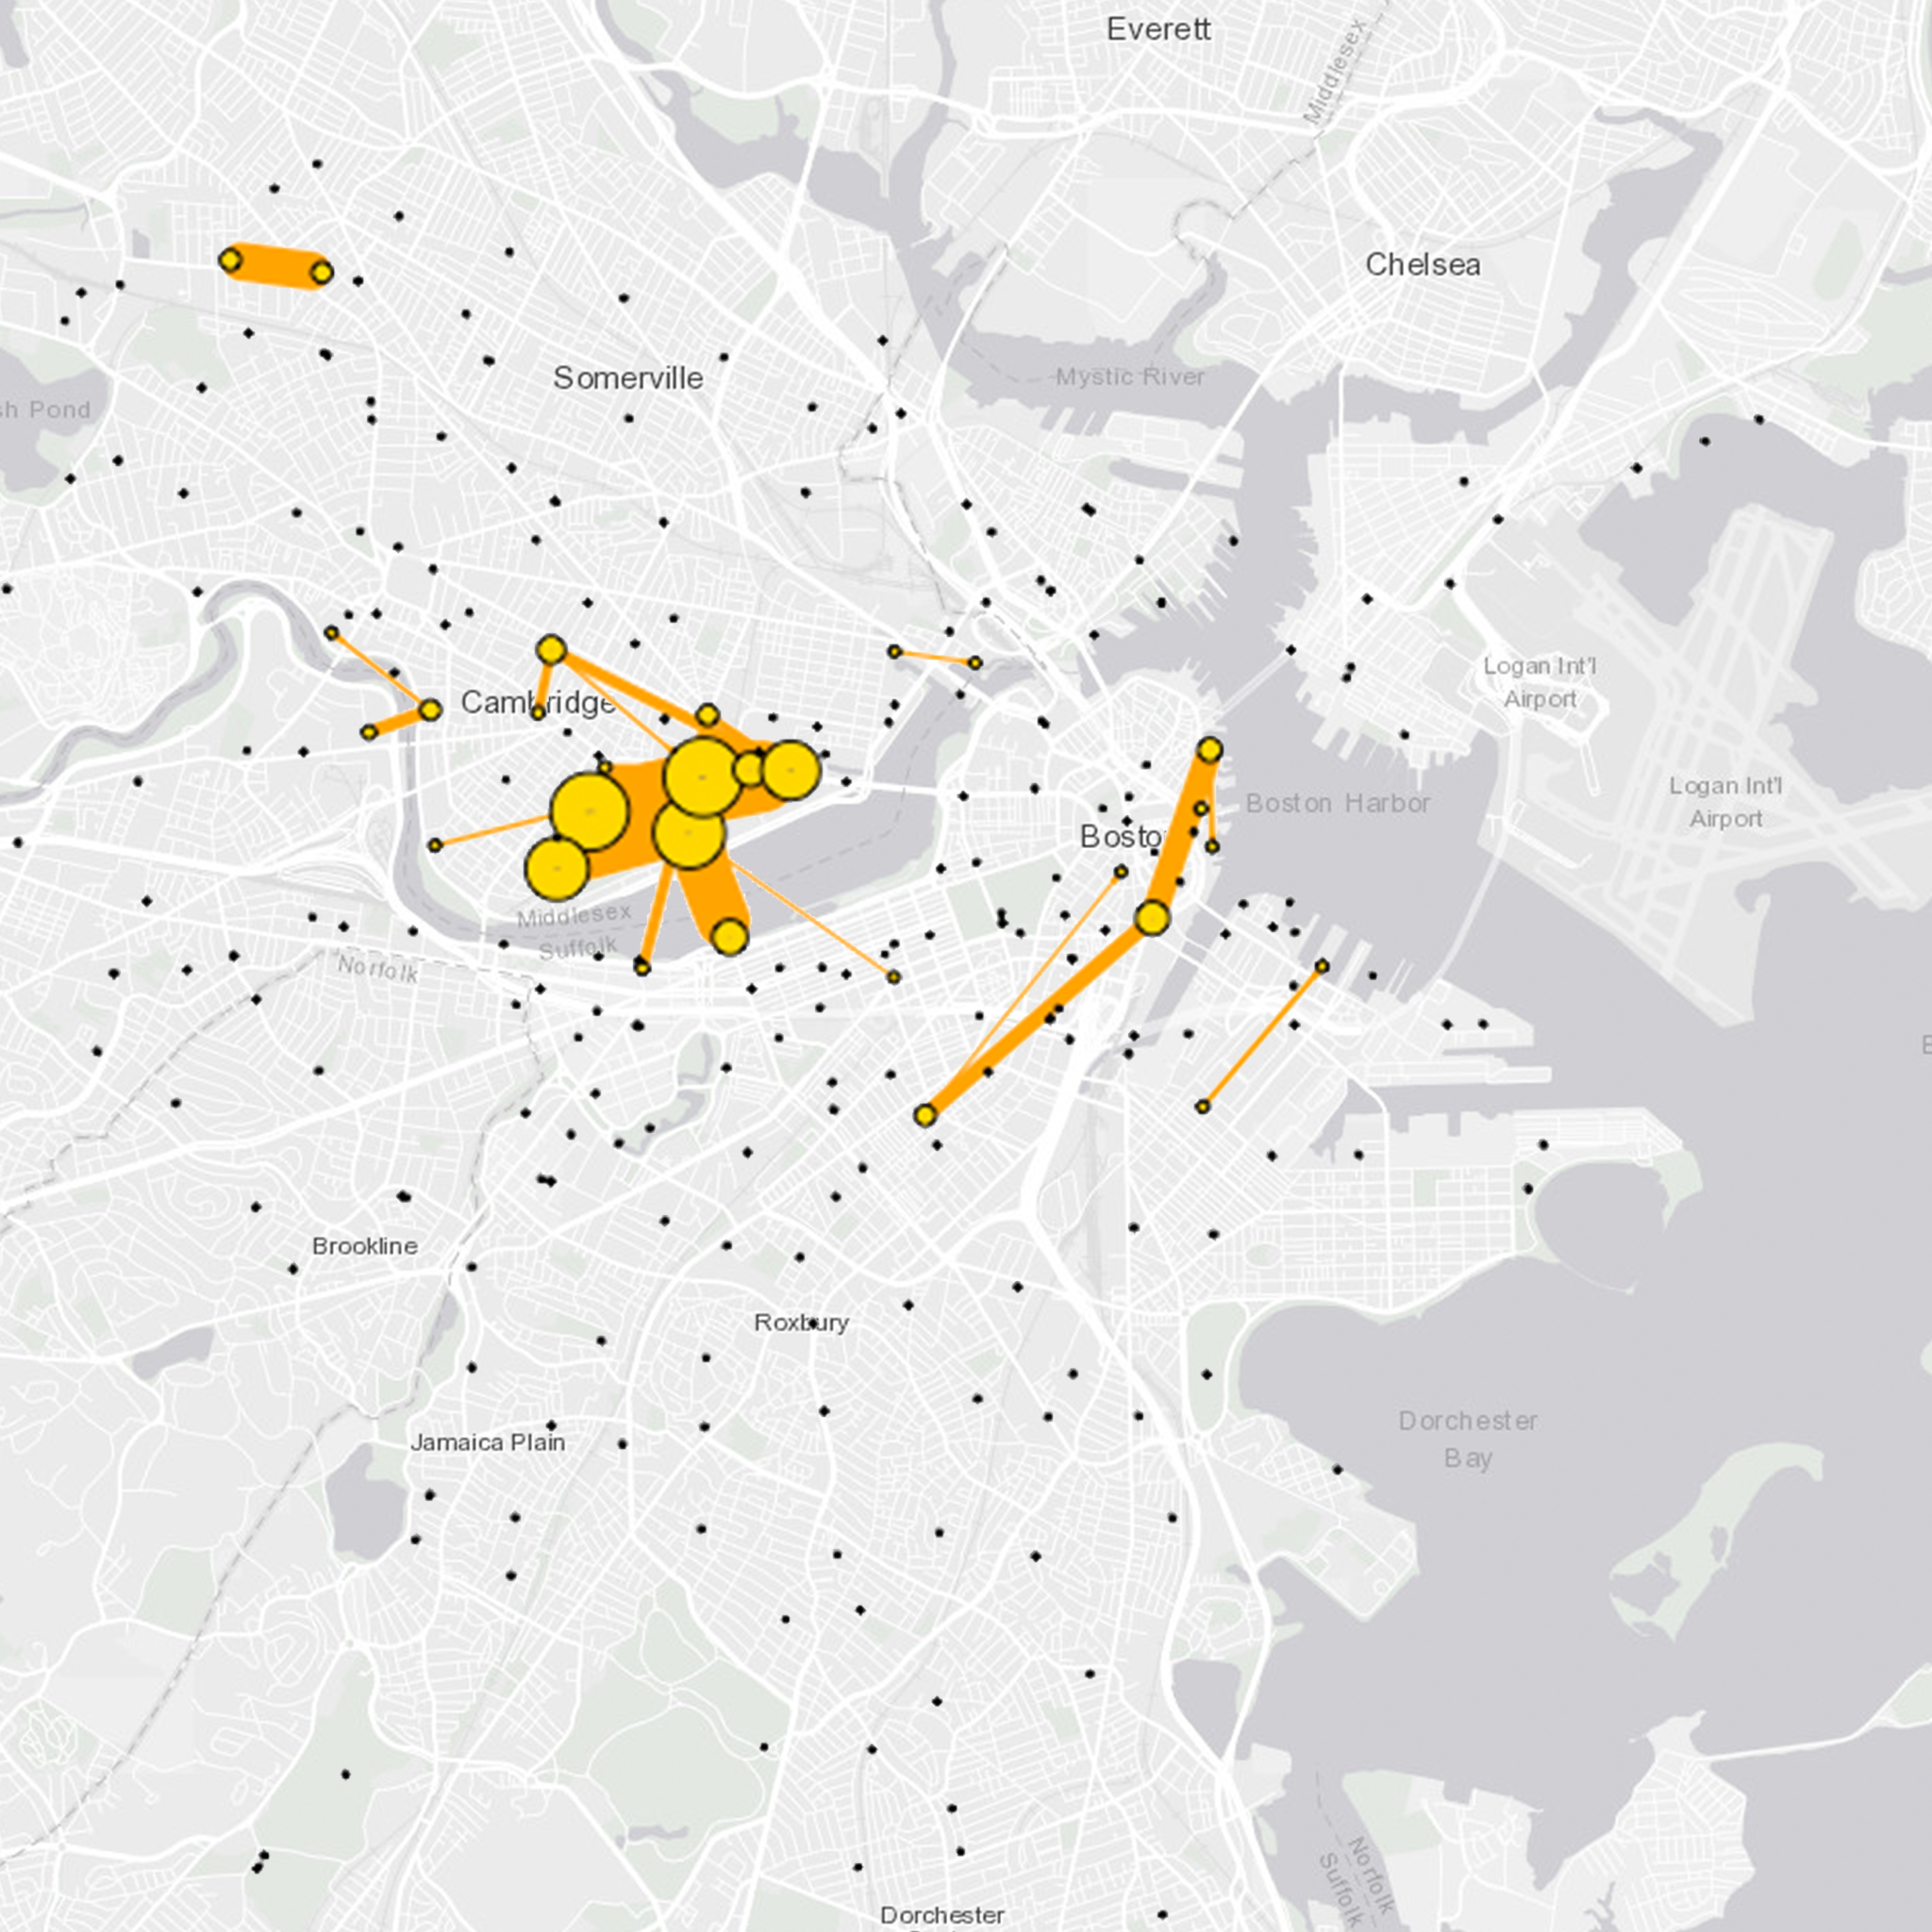 Everett
Middlesex
Chelsea
Somerville
Mystic River
sh Pond
Logan Int'l
Airport
Cambridge
Logan Int'l
Airport
Boston Harbor
Bosto
Middlesex
Suffolk
Norfolk
Brookline
Roxbury
Dorchester
Bay
Jamaica Plain
Norfolk
Suffolk
Dorchester